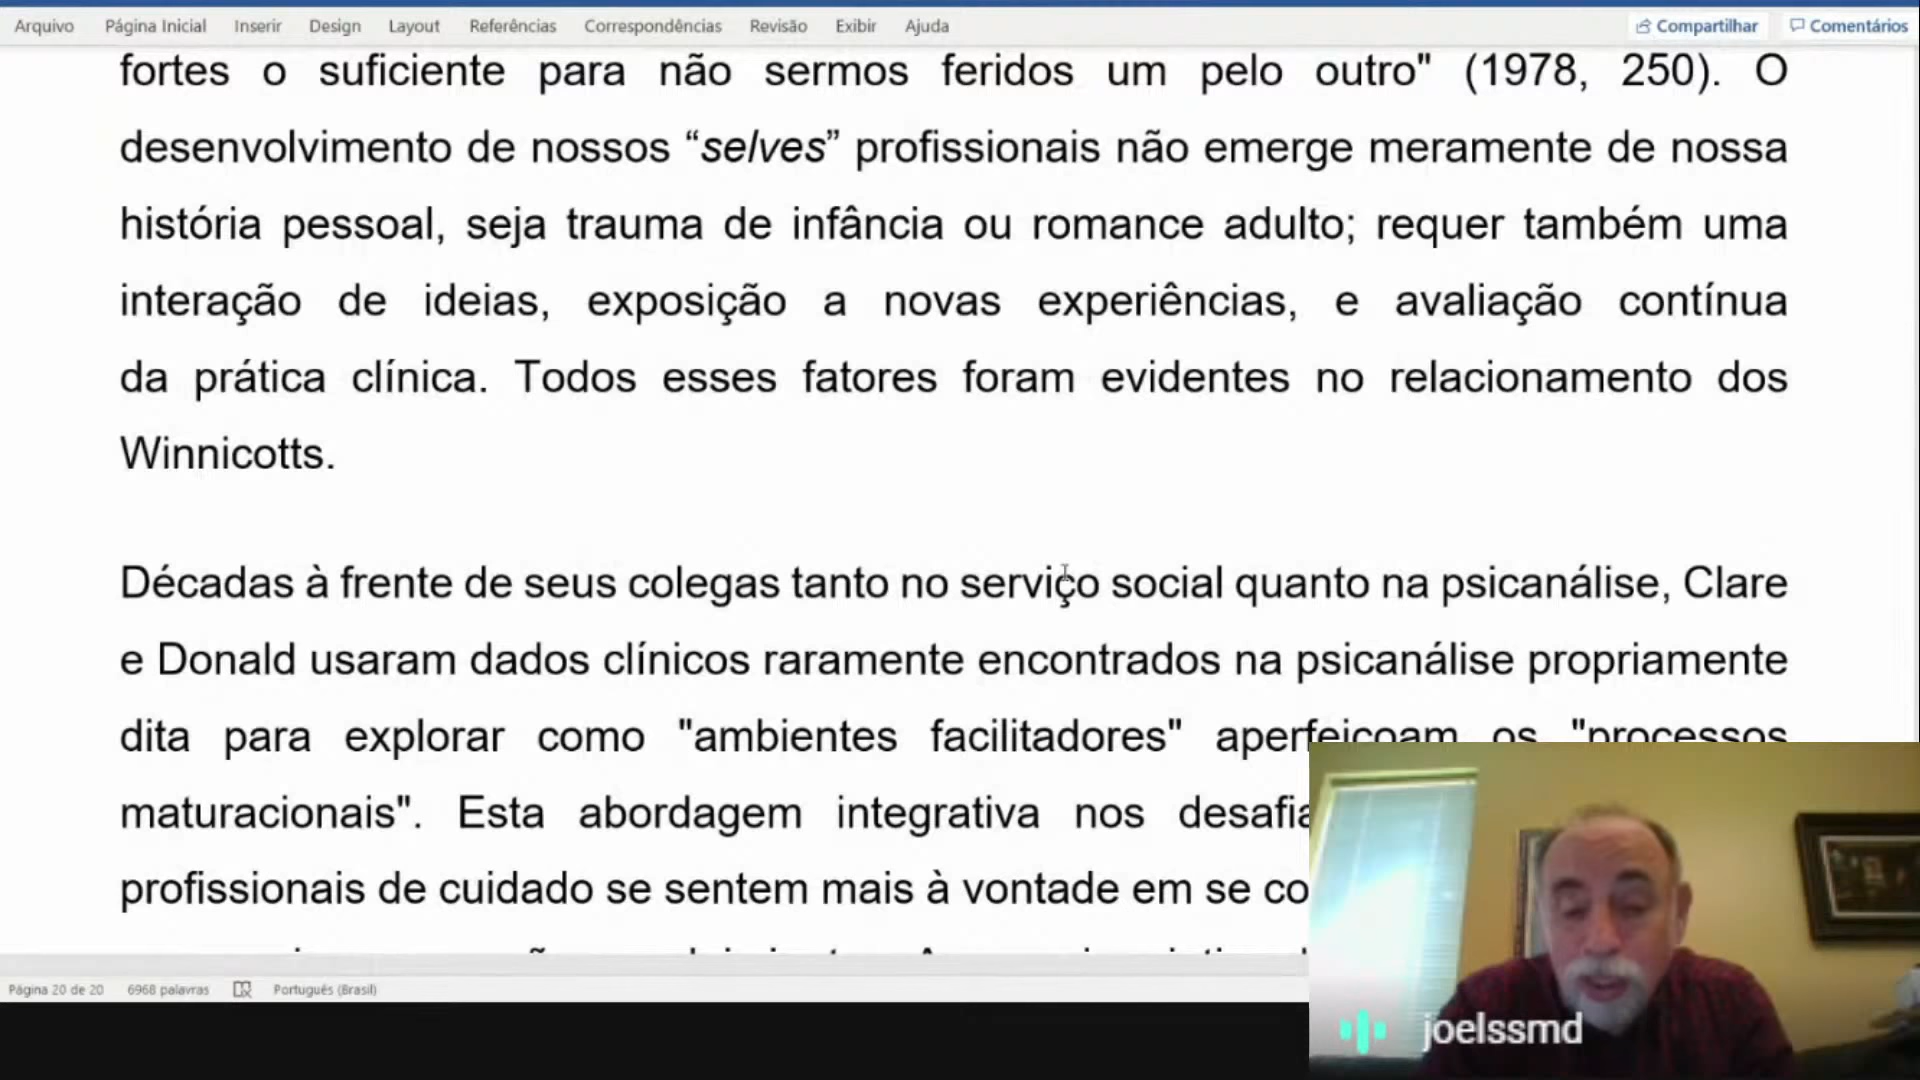 Arquivo Página Inicial Inserir Design Layout Referências Correspondências Revisão Exibir Ajuda Compartilhar Comentários
fortes o suficiente para não sermos feridos um pelo outro" (1978, 250). O
desenvolvimento de nossos “selves” profissionais não emerge meramente de nossa
história pessoal, seja trauma de infância ou romance adulto; requer também uma
interação de ideias, exposição a novas experiências, e avaliação contínua
da prática clínica. Todos esses fatores foram evidentes no relacionamento dos
Winnicotts.
Décadas à frente de seus colegas tanto no serviço social quanto na psicanálise, Clare
e Donald usaram dados clínicos raramente encontrados na psicanálise propriamente
dita para explorar como "ambientes facilitadores" aperfeiçoam os "processos
maturacionais". Esta abordagem integrativa nos
profissionais de cuidado se sentem mais à vontade em se
Página 20 de 20 6968 palavras Português (Brasil)
joelssmd